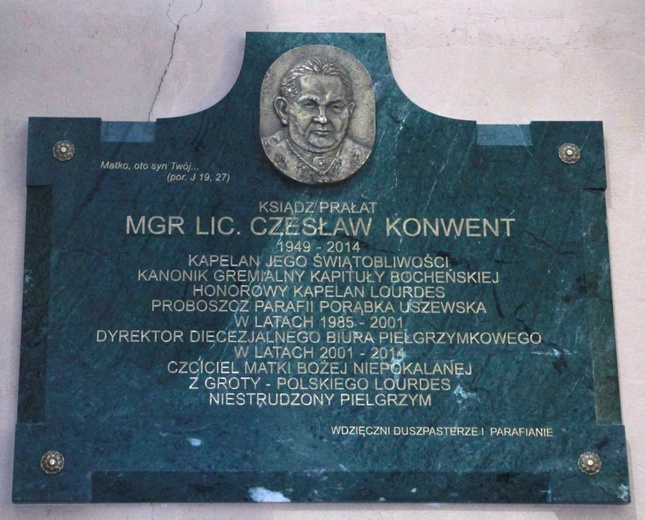 Matko, oto syn Twój...
(por. J 19, 27)
KSIĄDZ PRAŁAT
MGR LIC. CZESŁAW KONWENT
1949 - 2014
KAPELAN JEGO ŚWIĄTOBLIWOŚCI
KANONIK GREMIALNY KAPITUŁY BOCHEŃSKIEJ
HONOROWY KAPELAN LOURDES
PROBOSZCZ PARAFII PORĄBKA USZEWSKA
W LATACH 1985 - 2001
DYREKTOR DIECEZJALNEGO BIURA PIELGRZYMKOWEGO
W LATACH 2001 - 2014
CZCICIEL MATKI BOŻEJ NIEPOKALANEJ
Z GROTY - POLSKIEGO LOURDES
NIESTRUDZONY PIELGRZYM
WDZIĘCZNI DUSZPASTERZE I PARAFIANIE